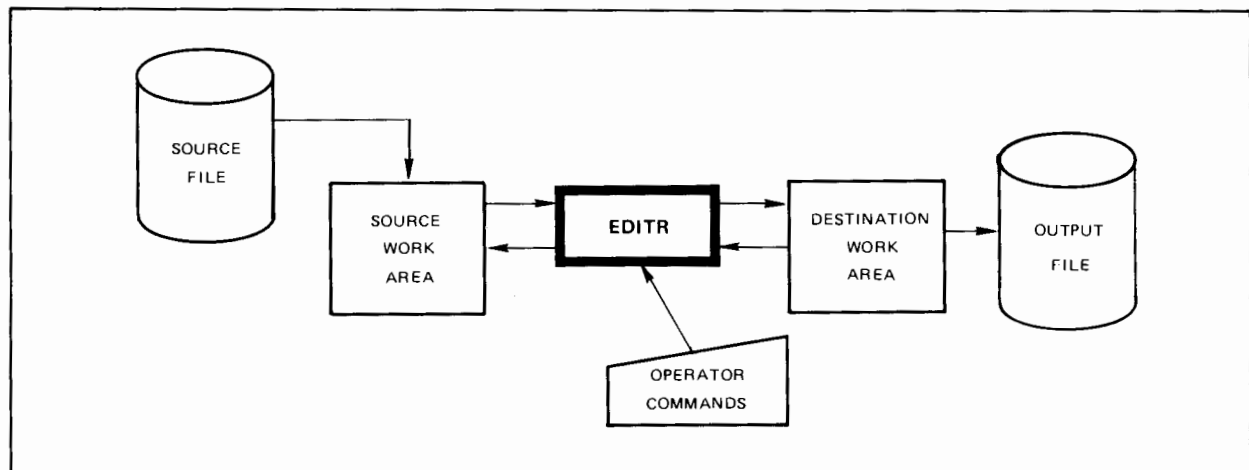 SOURCE
FILE
SOURCE
WORK
AREA
EDITR
DESTINATION
WORK
AREA
OUTPUT
FILE
OPERATOR
COMMANDS